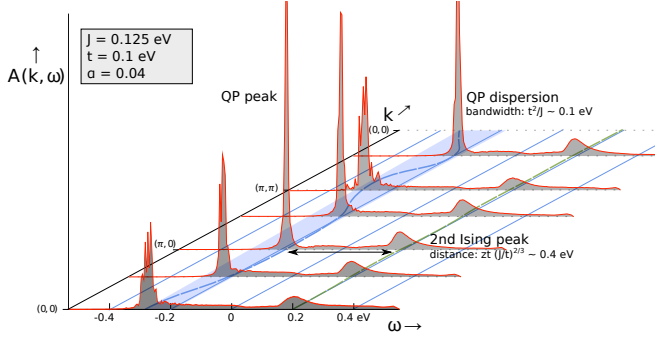 J = 0.125 eV
t = 0.1 eV
α = 0.04
↑
A(k,ω)
QP peak
k →
QP dispersion
bandwidth: t²/J ~ 0.1 eV
(0,0)
(π,π)
(π,0)
2nd Ising peak
distance: zt (J/t)^2/3 ~ 0.4 eV
(0,0)
-0.4 -0.2 0 0.2 0.4 eV
ω→